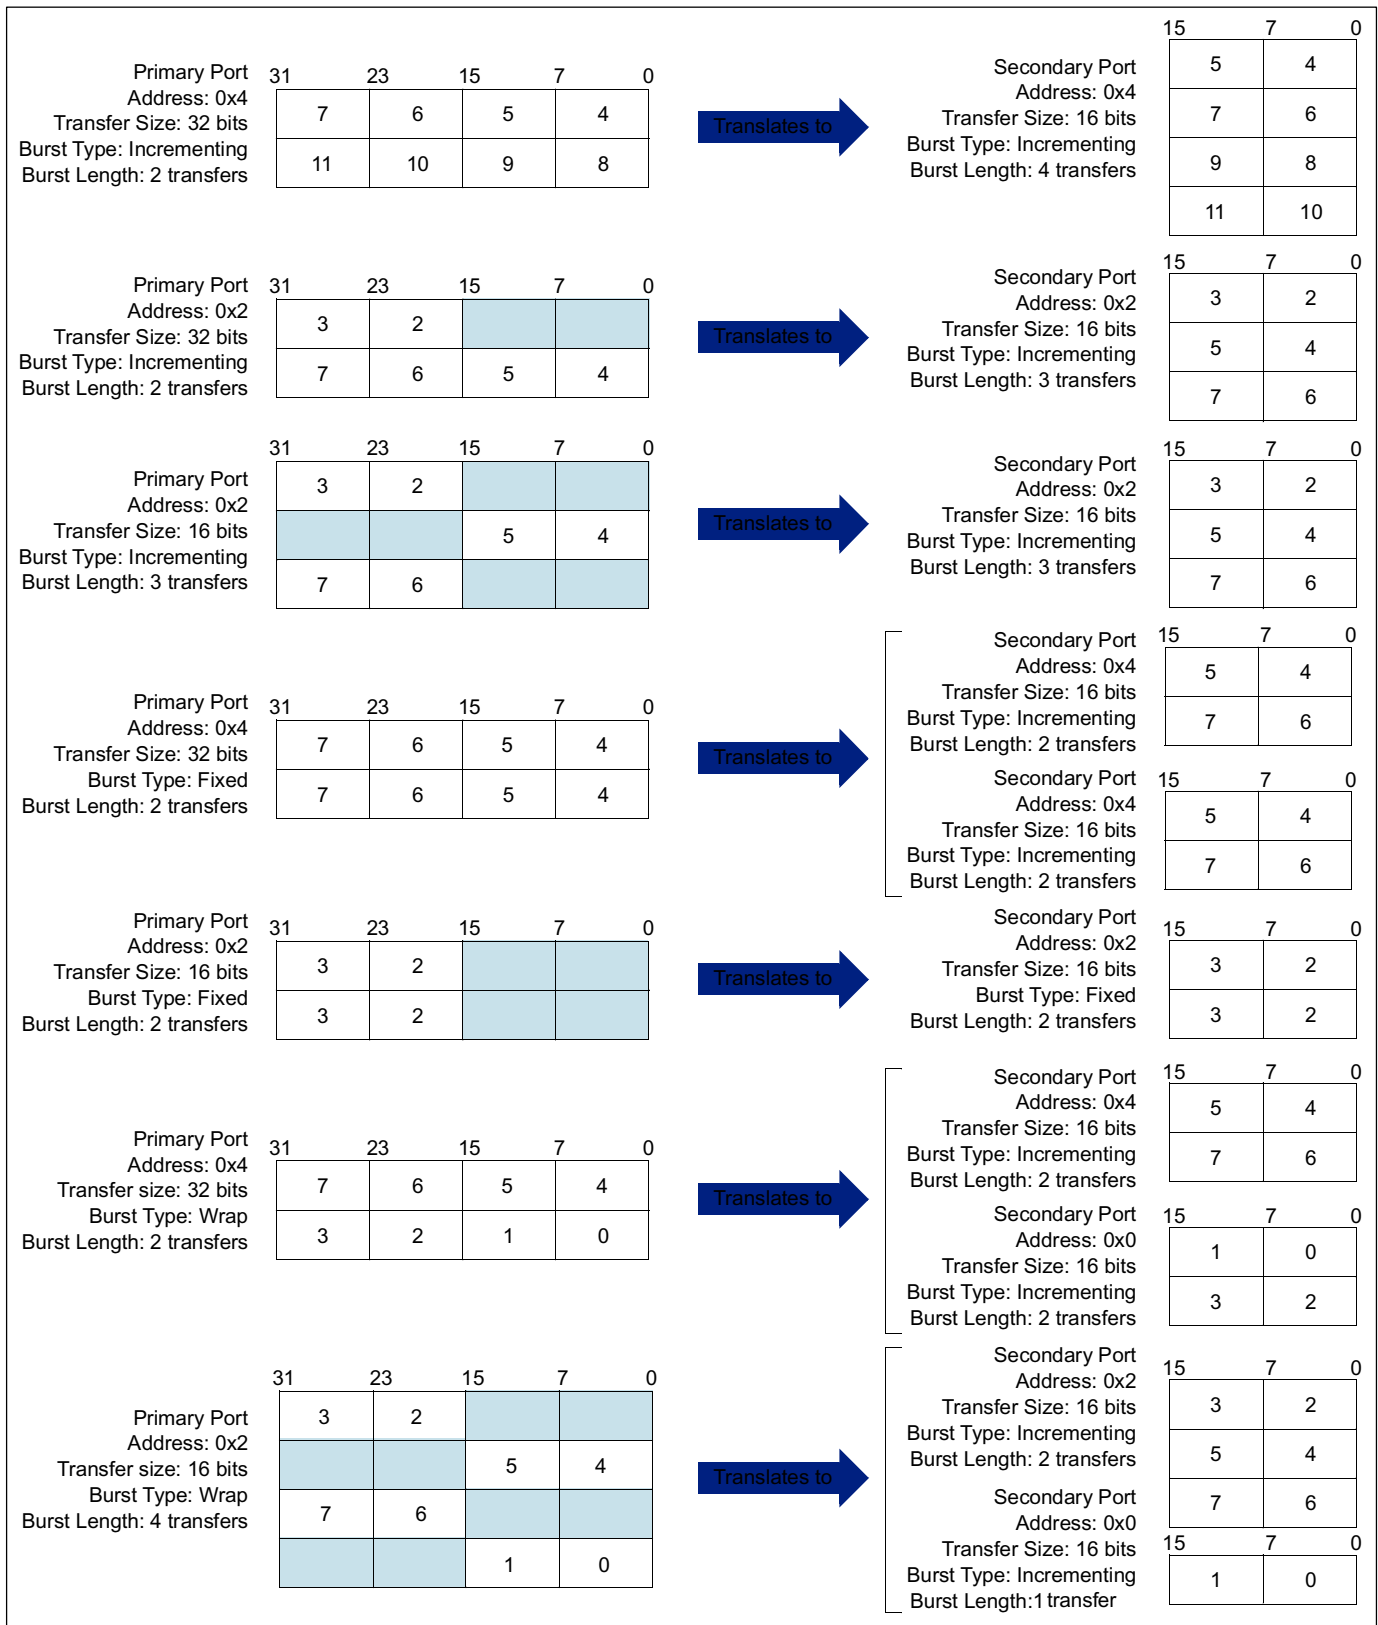 Primary Port
Address: 0x4
Transfer Size: 32 bits
Burst Type: Incrementing
Burst Length: 2 transfers
31 23 15 7 0
7 6 5 4
11 10 9 8
Translates to
Secondary Port
Address: 0x4
Transfer Size: 16 bits
Burst Type: Incrementing
Burst Length: 4 transfers
15 7 0
5 4
7 6
9 8
11 10
Primary Port
Address: 0x2
Transfer Size: 32 bits
Burst Type: Incrementing
Burst Length: 2 transfers
31 23 15 7 0
3 2
7 6 5 4
Translates to
Secondary Port
Address: 0x2
Transfer Size: 16 bits
Burst Type: Incrementing
Burst Length: 3 transfers
15 7 0
3 2
5 4
7 6
Primary Port
Address: 0x2
Transfer Size: 16 bits
Burst Type: Incrementing
Burst Length: 3 transfers
31 23 15 7 0
3 2
5 4
7 6
Translates to
Secondary Port
Address: 0x2
Transfer Size: 16 bits
Burst Type: Incrementing
Burst Length: 3 transfers
15 7 0
3 2
5 4
7 6
Primary Port
Address: 0x4
Transfer Size: 32 bits
Burst Type: Fixed
Burst Length: 2 transfers
31 23 15 7 0
7 6 5 4
7 6 5 4
Translates to
Secondary Port
Address: 0x4
Transfer Size: 16 bits
Burst Type: Incrementing
Burst Length: 2 transfers
15 7 0
5 4
7 6
Secondary Port
Address: 0x4
Transfer Size: 16 bits
Burst Type: Incrementing
Burst Length: 2 transfers
15 7 0
5 4
7 6
Primary Port
Address: 0x2
Transfer Size: 16 bits
Burst Type: Fixed
Burst Length: 2 transfers
31 23 15 7 0
3 2
3 2
Translates to
Secondary Port
Address: 0x2
Transfer Size: 16 bits
Burst Type: Fixed
Burst Length: 2 transfers
15 7 0
3 2
3 2
Primary Port
Address: 0x4
Transfer size: 32 bits
Burst Type: Wrap
Burst Length: 2 transfers
31 23 15 7 0
7 6 5 4
3 2 1 0
Translates to
Secondary Port
Address: 0x4
Transfer Size: 16 bits
Burst Type: Incrementing
Burst Length: 2 transfers
15 7 0
5 4
7 6
Secondary Port
Address: 0x0
Transfer Size: 16 bits
Burst Type: Incrementing
Burst Length: 2 transfers
15 7 0
1 0
3 2
Primary Port
Address: 0x2
Transfer size: 16 bits
Burst Type: Wrap
Burst Length: 4 transfers
31 23 15 7 0
3 2
5 4
7 6
1 0
Translates to
Secondary Port
Address: 0x2
Transfer Size: 16 bits
Burst Type: Incrementing
Burst Length: 2 transfers
15 7 0
3 2
5 4
7 6
Secondary Port
Address: 0x0
Transfer Size: 16 bits
Burst Type: Incrementing
Burst Length:1 transfer
15 7 0
1 0